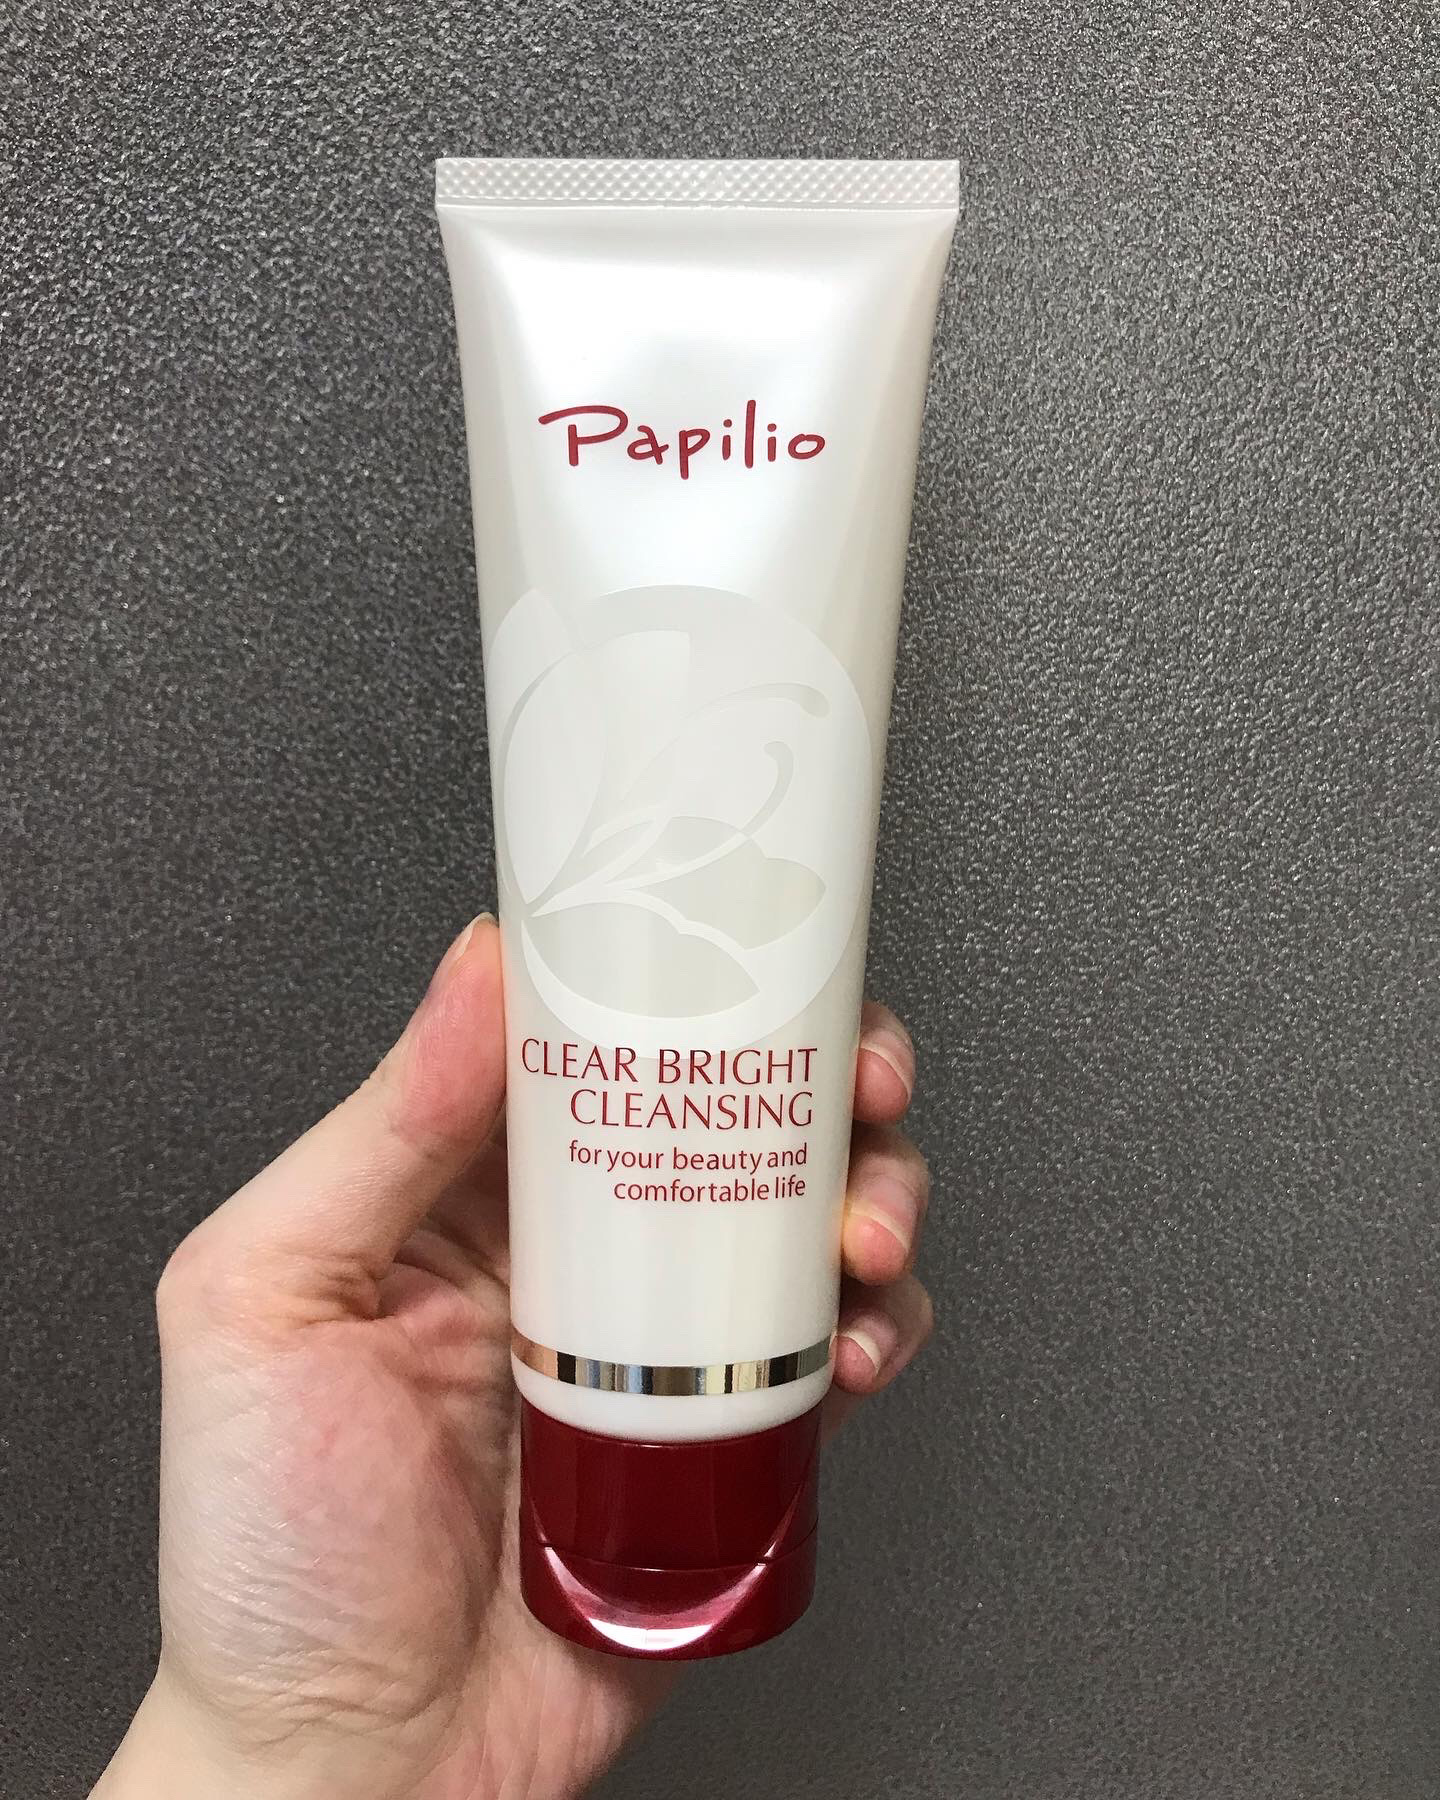 Papilio
CLEAR BRIGHT
CLEANSING
for your beauty and
comfortable life